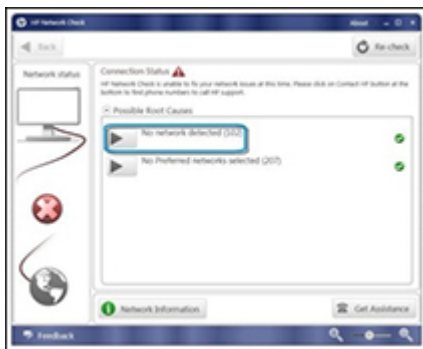 HP Network Check
About
Back
Re-check
Network status
Connection Status
HP Network Check is unable to fix your network issues at this time. Please click on Contact HP button at the
bottom to find phone numbers to call HP support.
Possible Root Causes
No network detected (102)
No Preferred networks selected (207)
Network Information
Get Assistance
Feedback